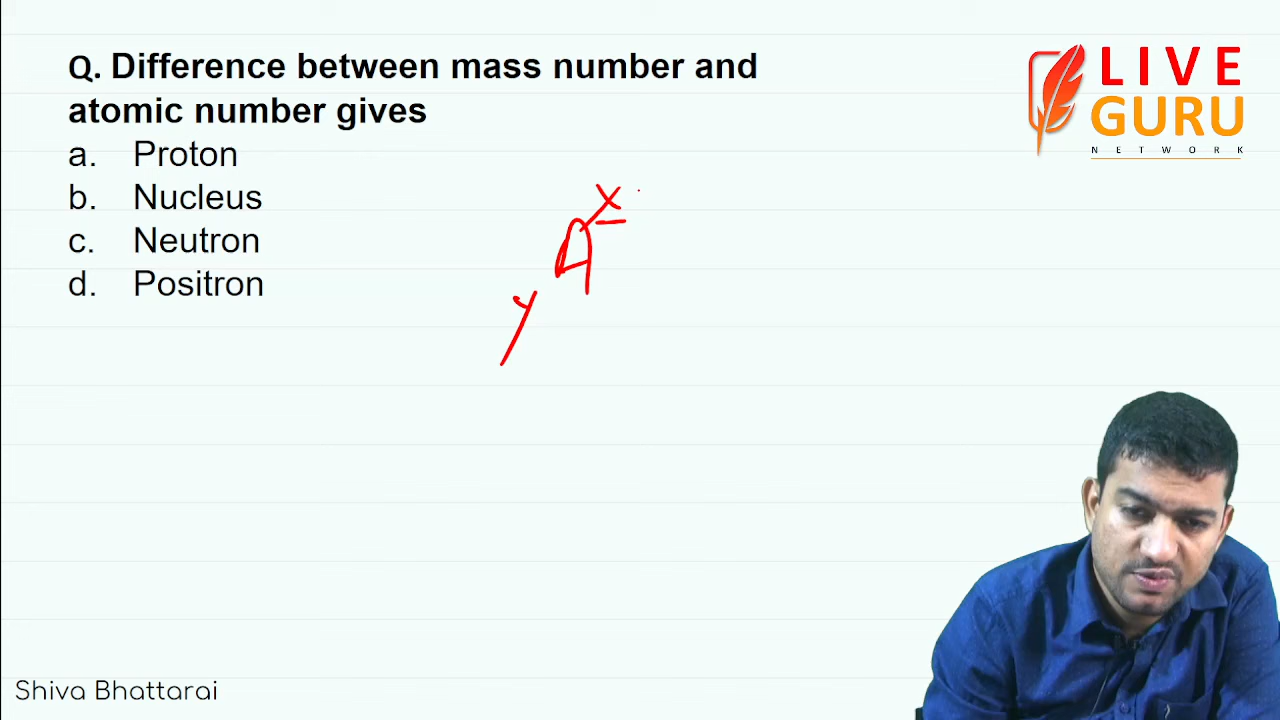 Q. Difference between mass number and
atomic number gives
a. Proton
b. Nucleus
c. Neutron
d. Positron
x
A
y
LIVE
GURU
NETWORK
Shiva Bhattarai